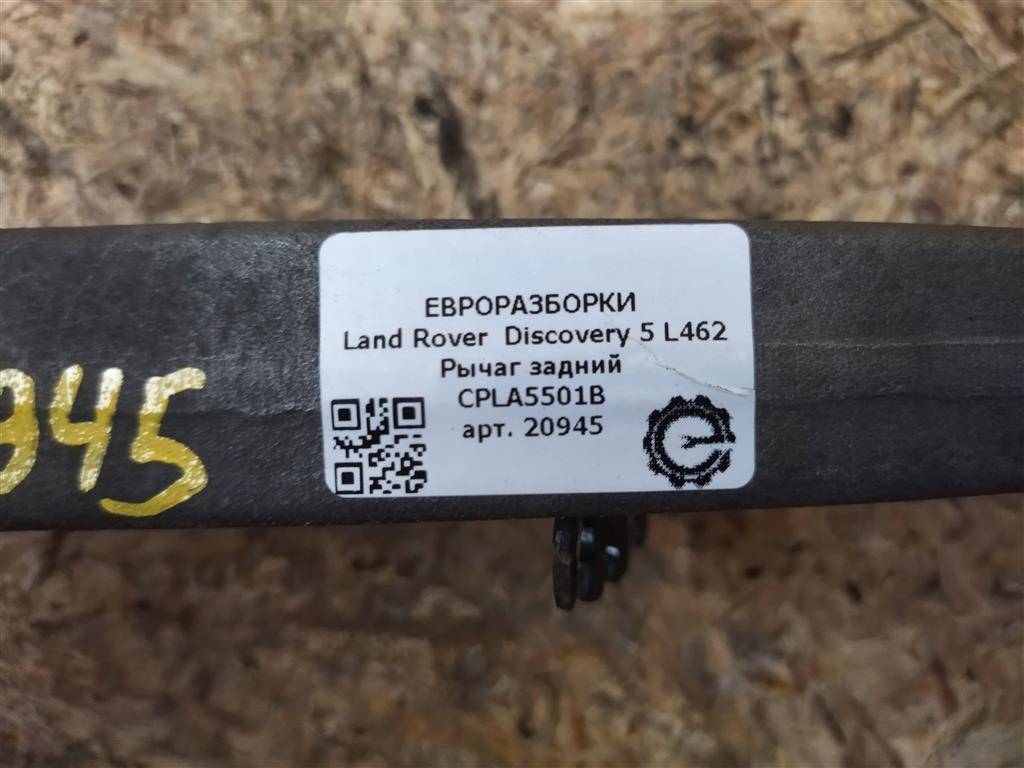 ЕВРОРАЗБОРКИ
Land Rover Discovery 5 L462
Рычаг задний
CPLA5501B
арт. 20945
945